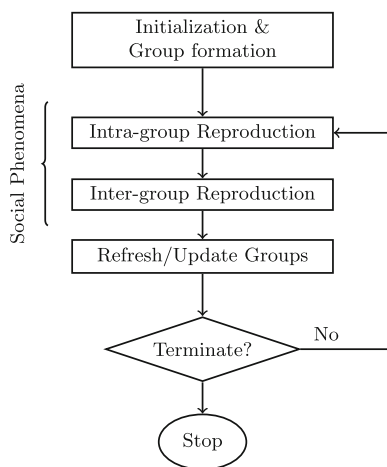 Initialization &
Group formation
Social Phenomena
Intra-group Reproduction
Inter-group Reproduction
Refresh/Update Groups
Terminate?
No
Stop